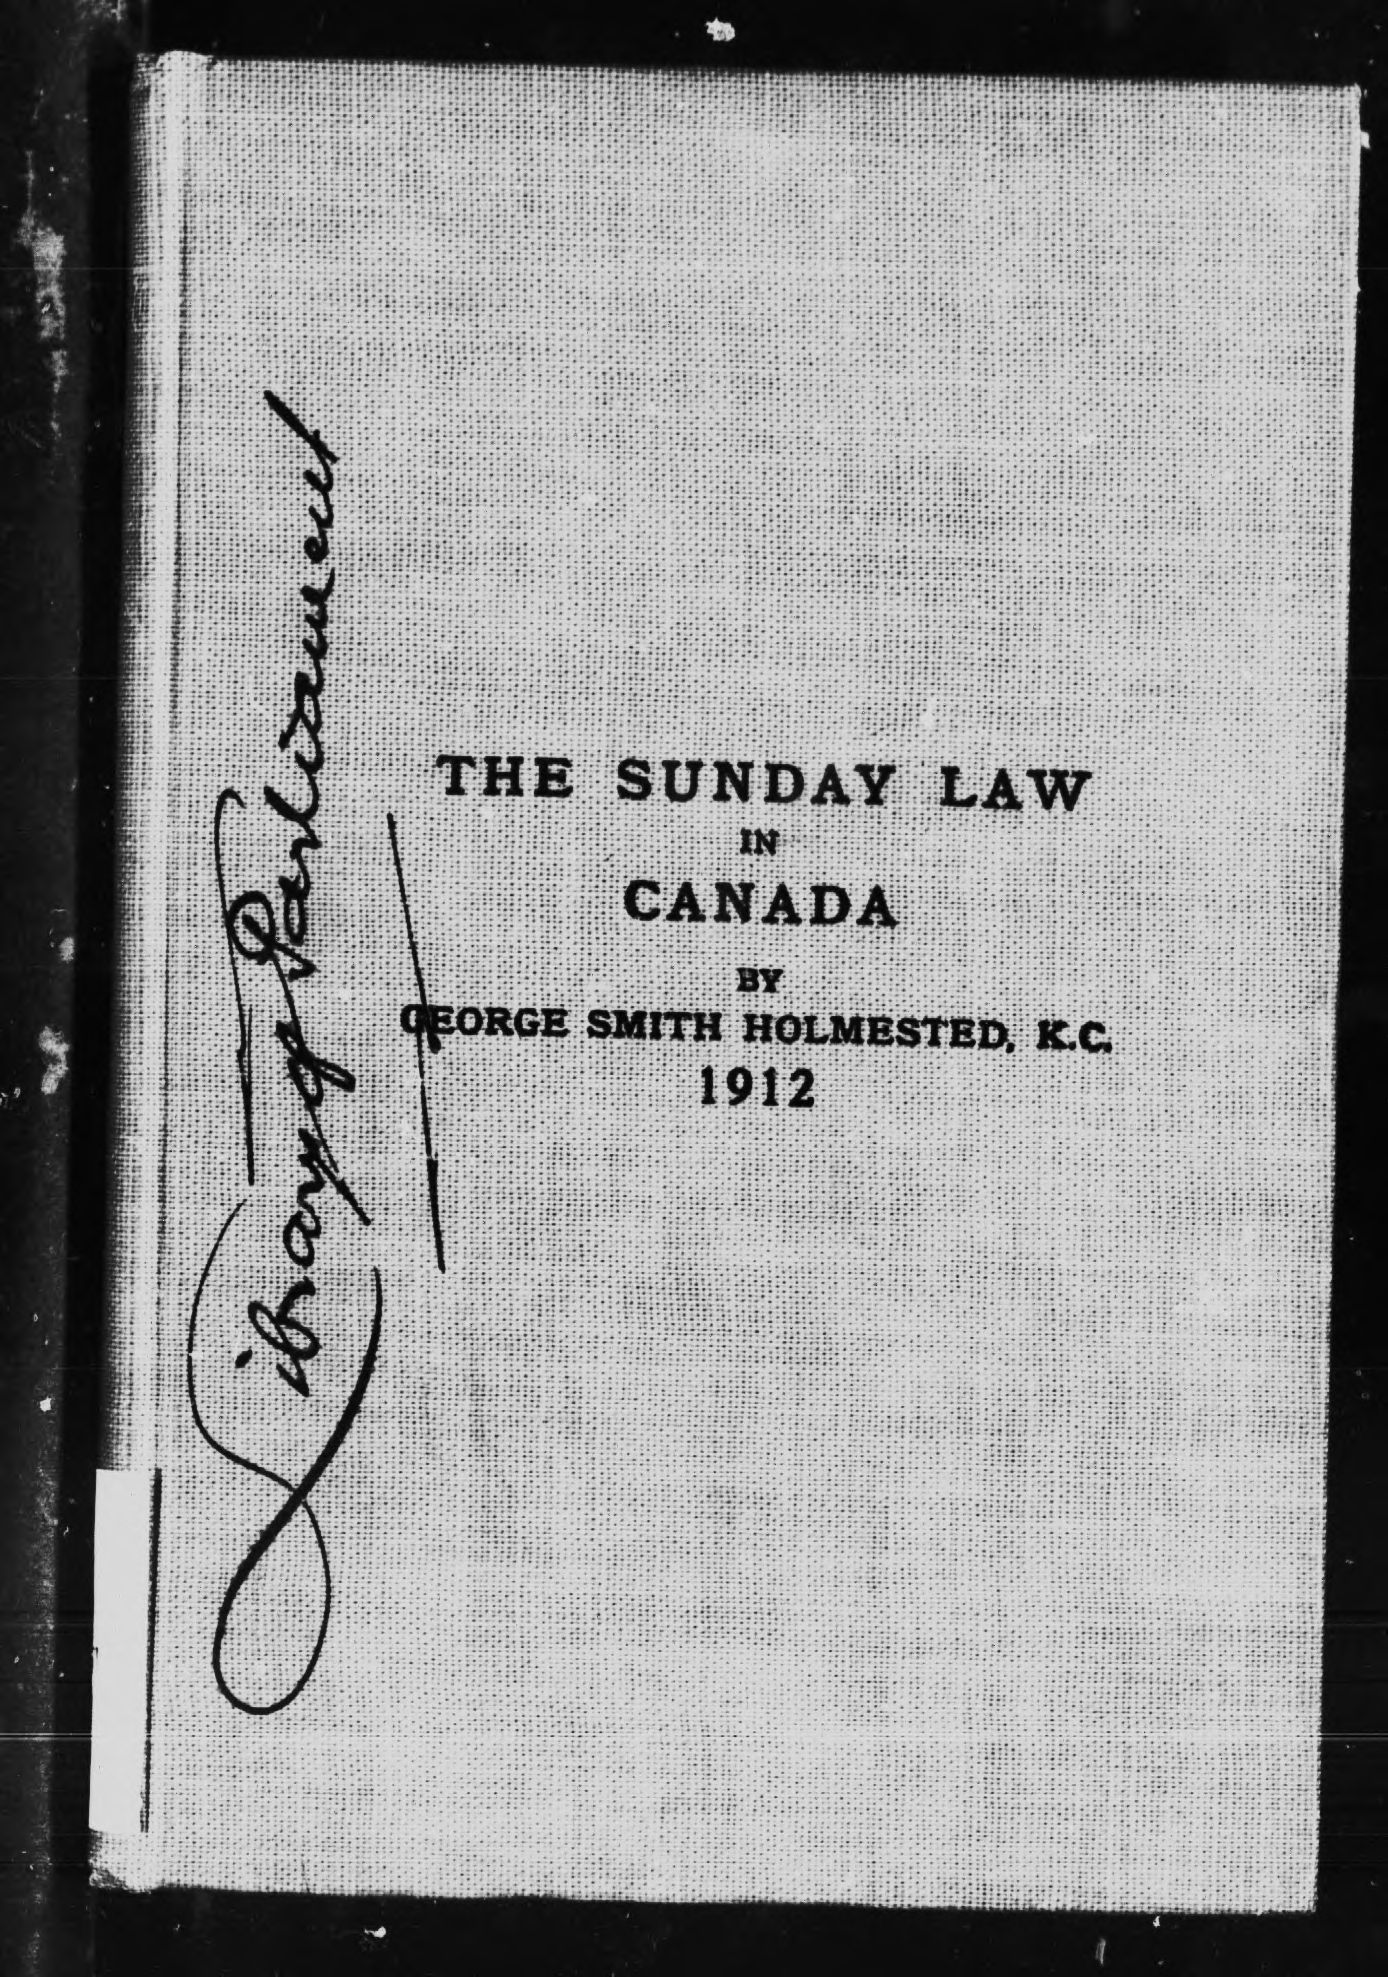 Library of Parliament
THE SUNDAY LAW
IN
CANADA
BY
GEORGE SMITH HOLMESTED, K.C.
1912